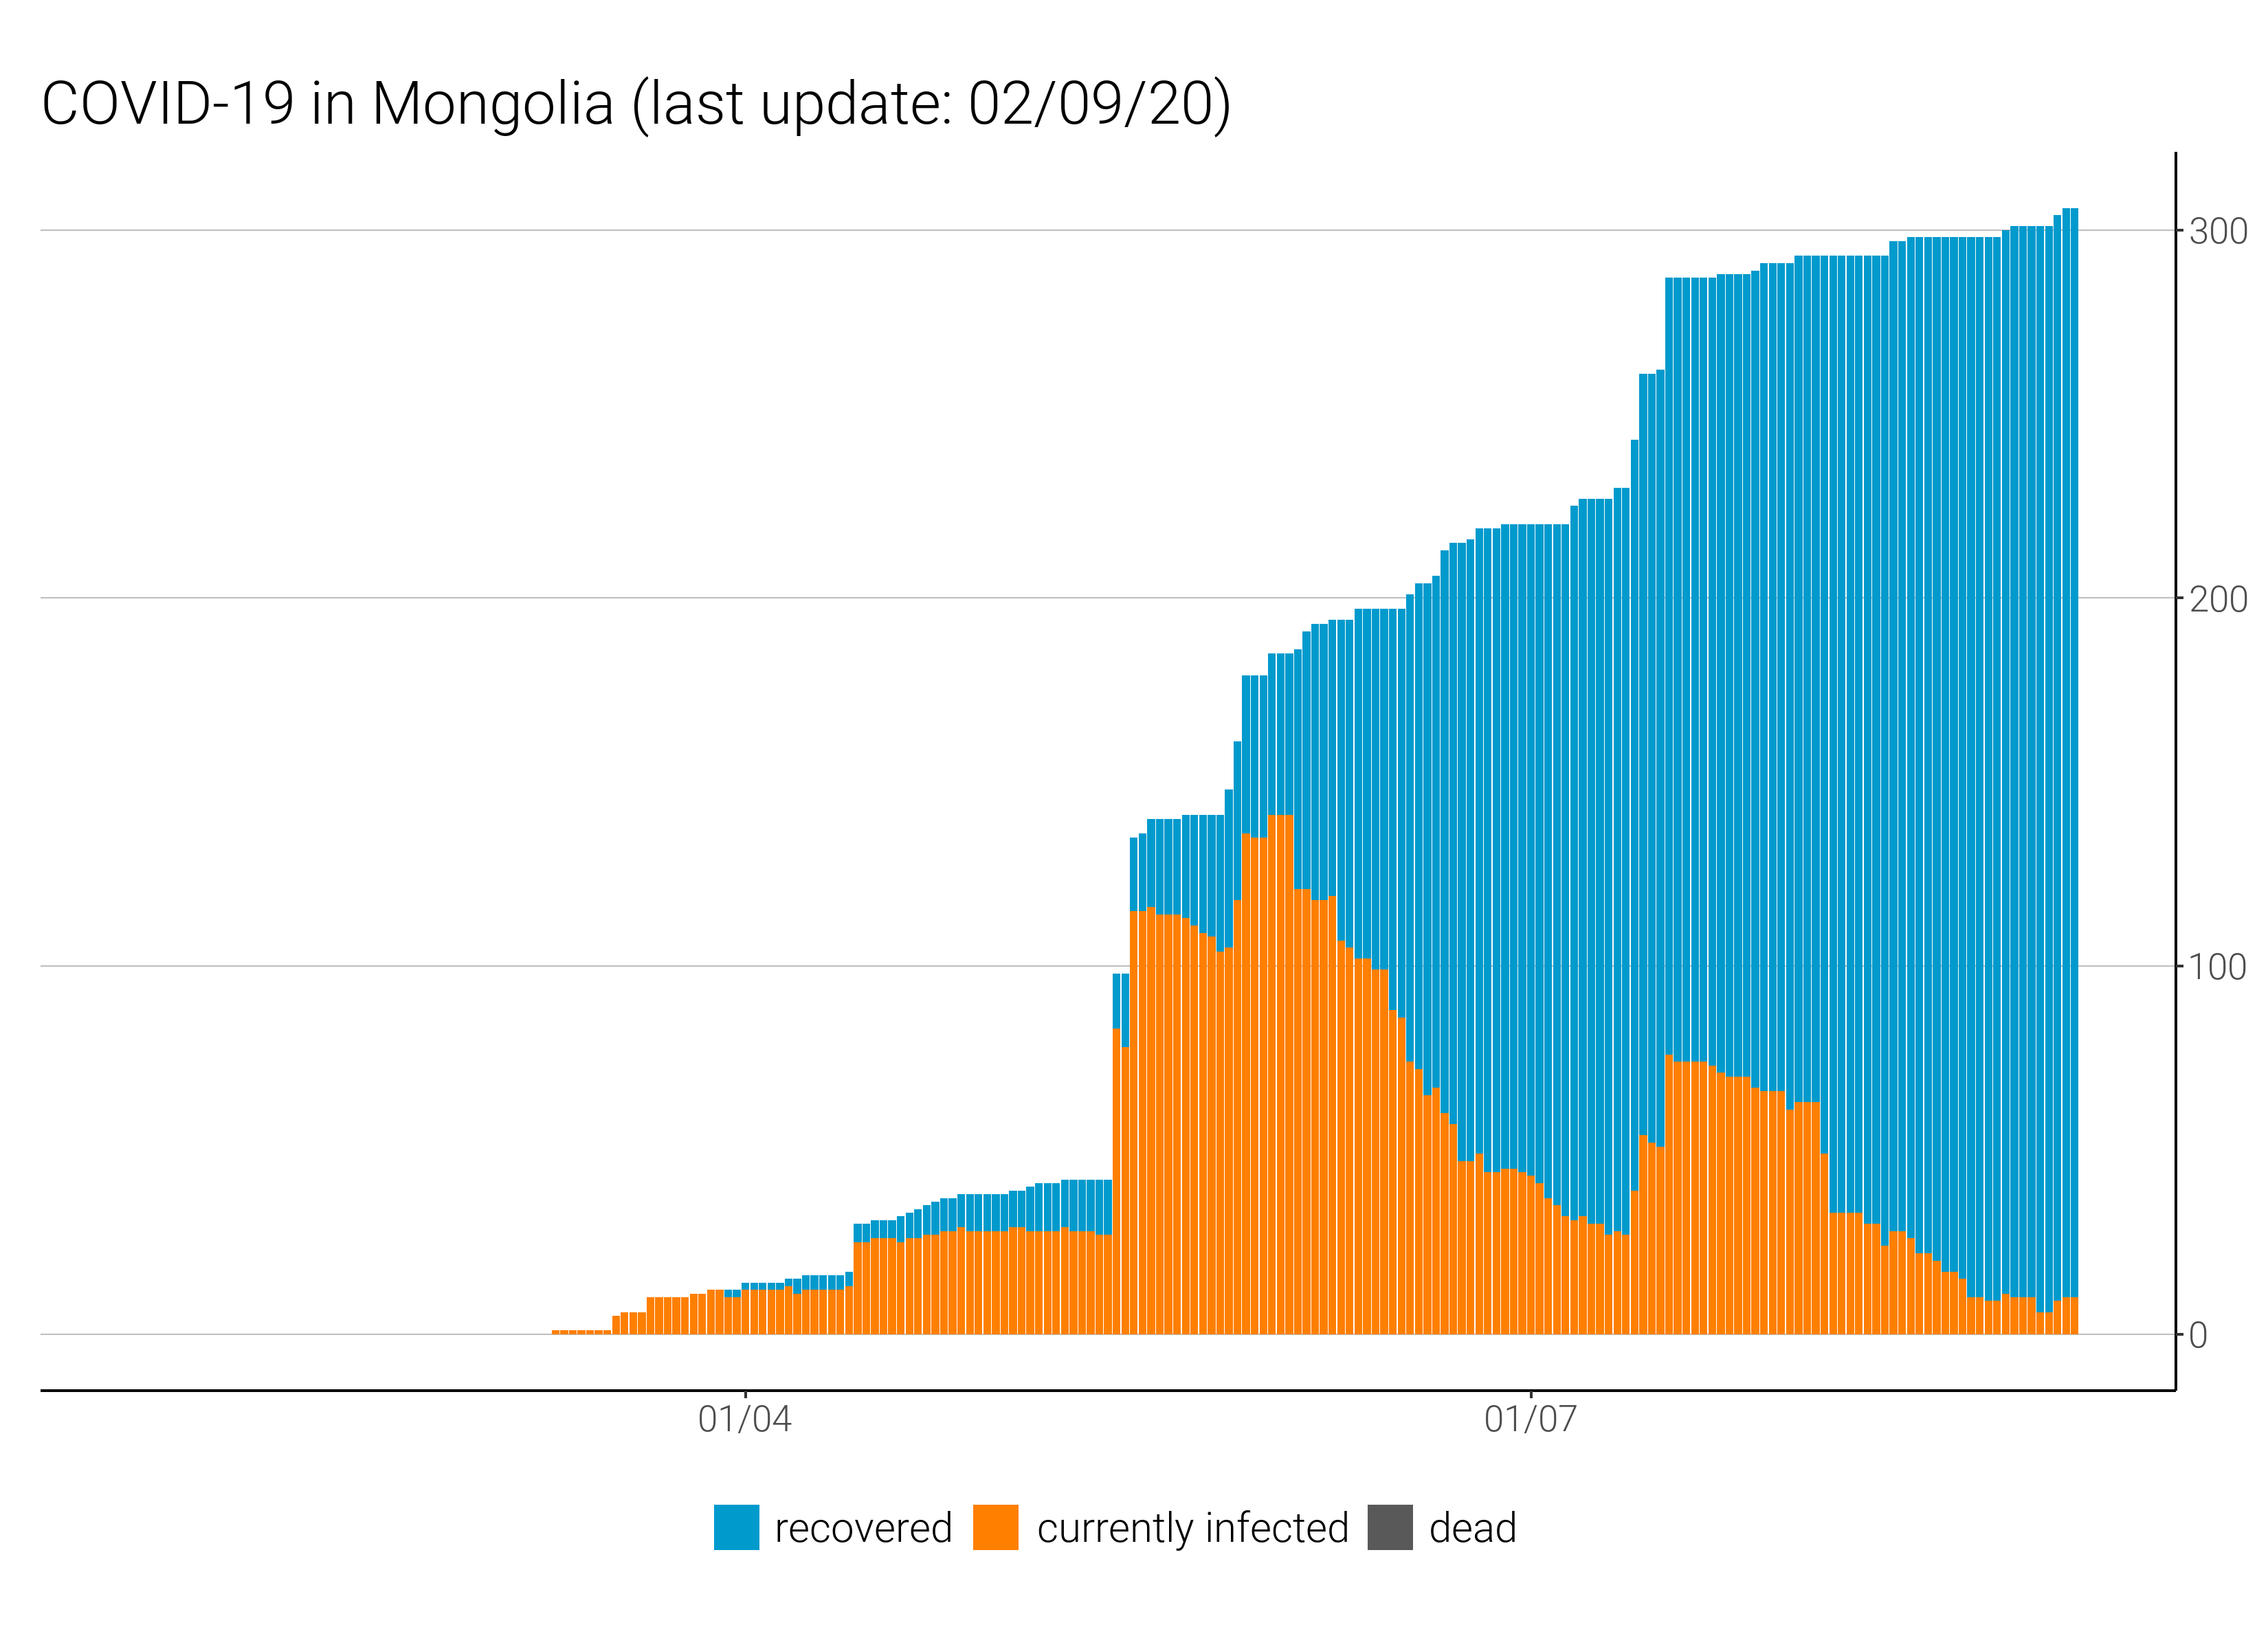 COVID-19 in Mongolia (last update: 02/09/20)
300
200
100
0
01/04 01/07
recovered currently infected dead